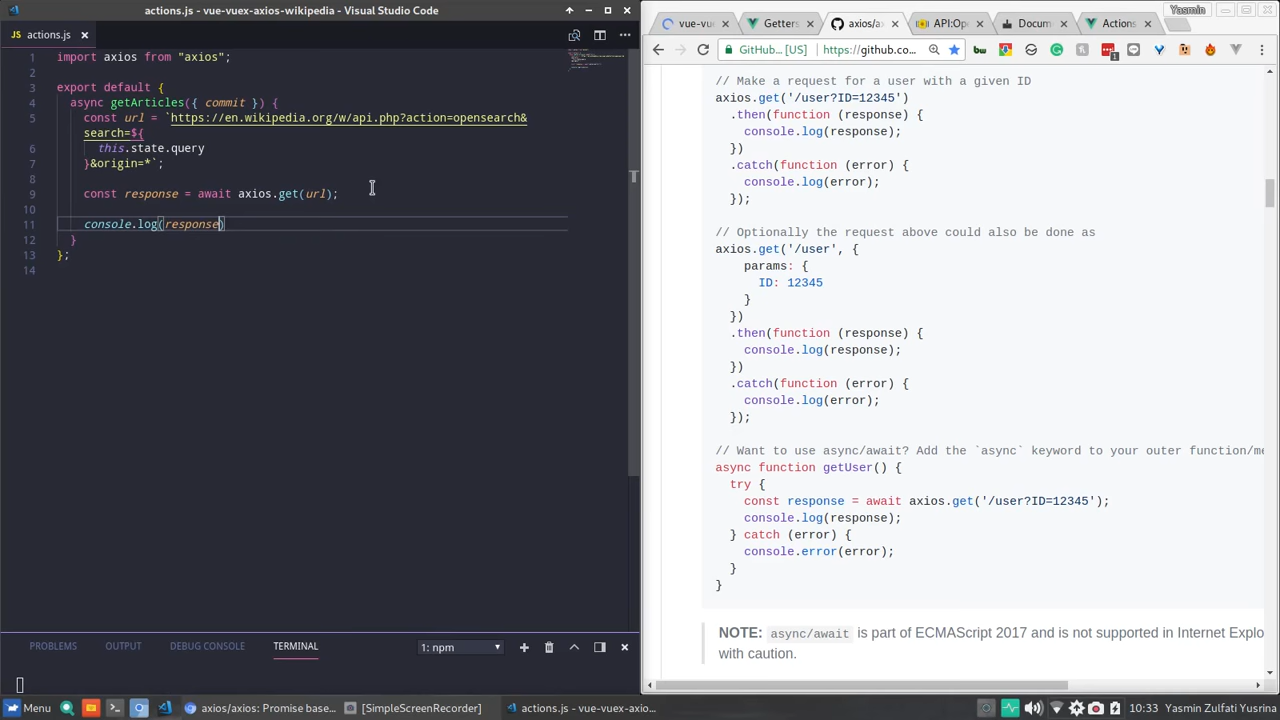 actions.js - vue-vuex-axios-wikipedia - Visual Studio Code
actions.js
1 import axios from "axios";
2
3 export default {
4 async getArticles({ commit }) {
5 const url = `https://en.wikipedia.org/w/api.php?action=opensearch&
search=${
6 this.state.query
7 }&origin=*`;
8
9 const response = await axios.get(url);
10
11 console.log(response)
12 }
13 };
14
PROBLEMS OUTPUT DEBUG CONSOLE TERMINAL 1: npm
Yasmin
vue-vue Getters axios/ax API:Ope Docum Actions
GitHub... [US] https://github.co...
1
// Make a request for a user with a given ID
axios.get('/user?ID=12345')
.then(function (response) {
console.log(response);
})
.catch(function (error) {
console.log(error);
});
// Optionally the request above could also be done as
axios.get('/user', {
params: {
ID: 12345
}
})
.then(function (response) {
console.log(response);
})
.catch(function (error) {
console.log(error);
});
// Want to use async/await? Add the `async` keyword to your outer function/me
async function getUser() {
try {
const response = await axios.get('/user?ID=12345');
console.log(response);
} catch (error) {
console.error(error);
}
}
NOTE: async/await is part of ECMAScript 2017 and is not supported in Internet Explo
with caution.
Menu axios/axios: Promise base... [SimpleScreenRecorder] actions.js - vue-vuex-axio... 10:33 Yasmin Zulfati Yusrina